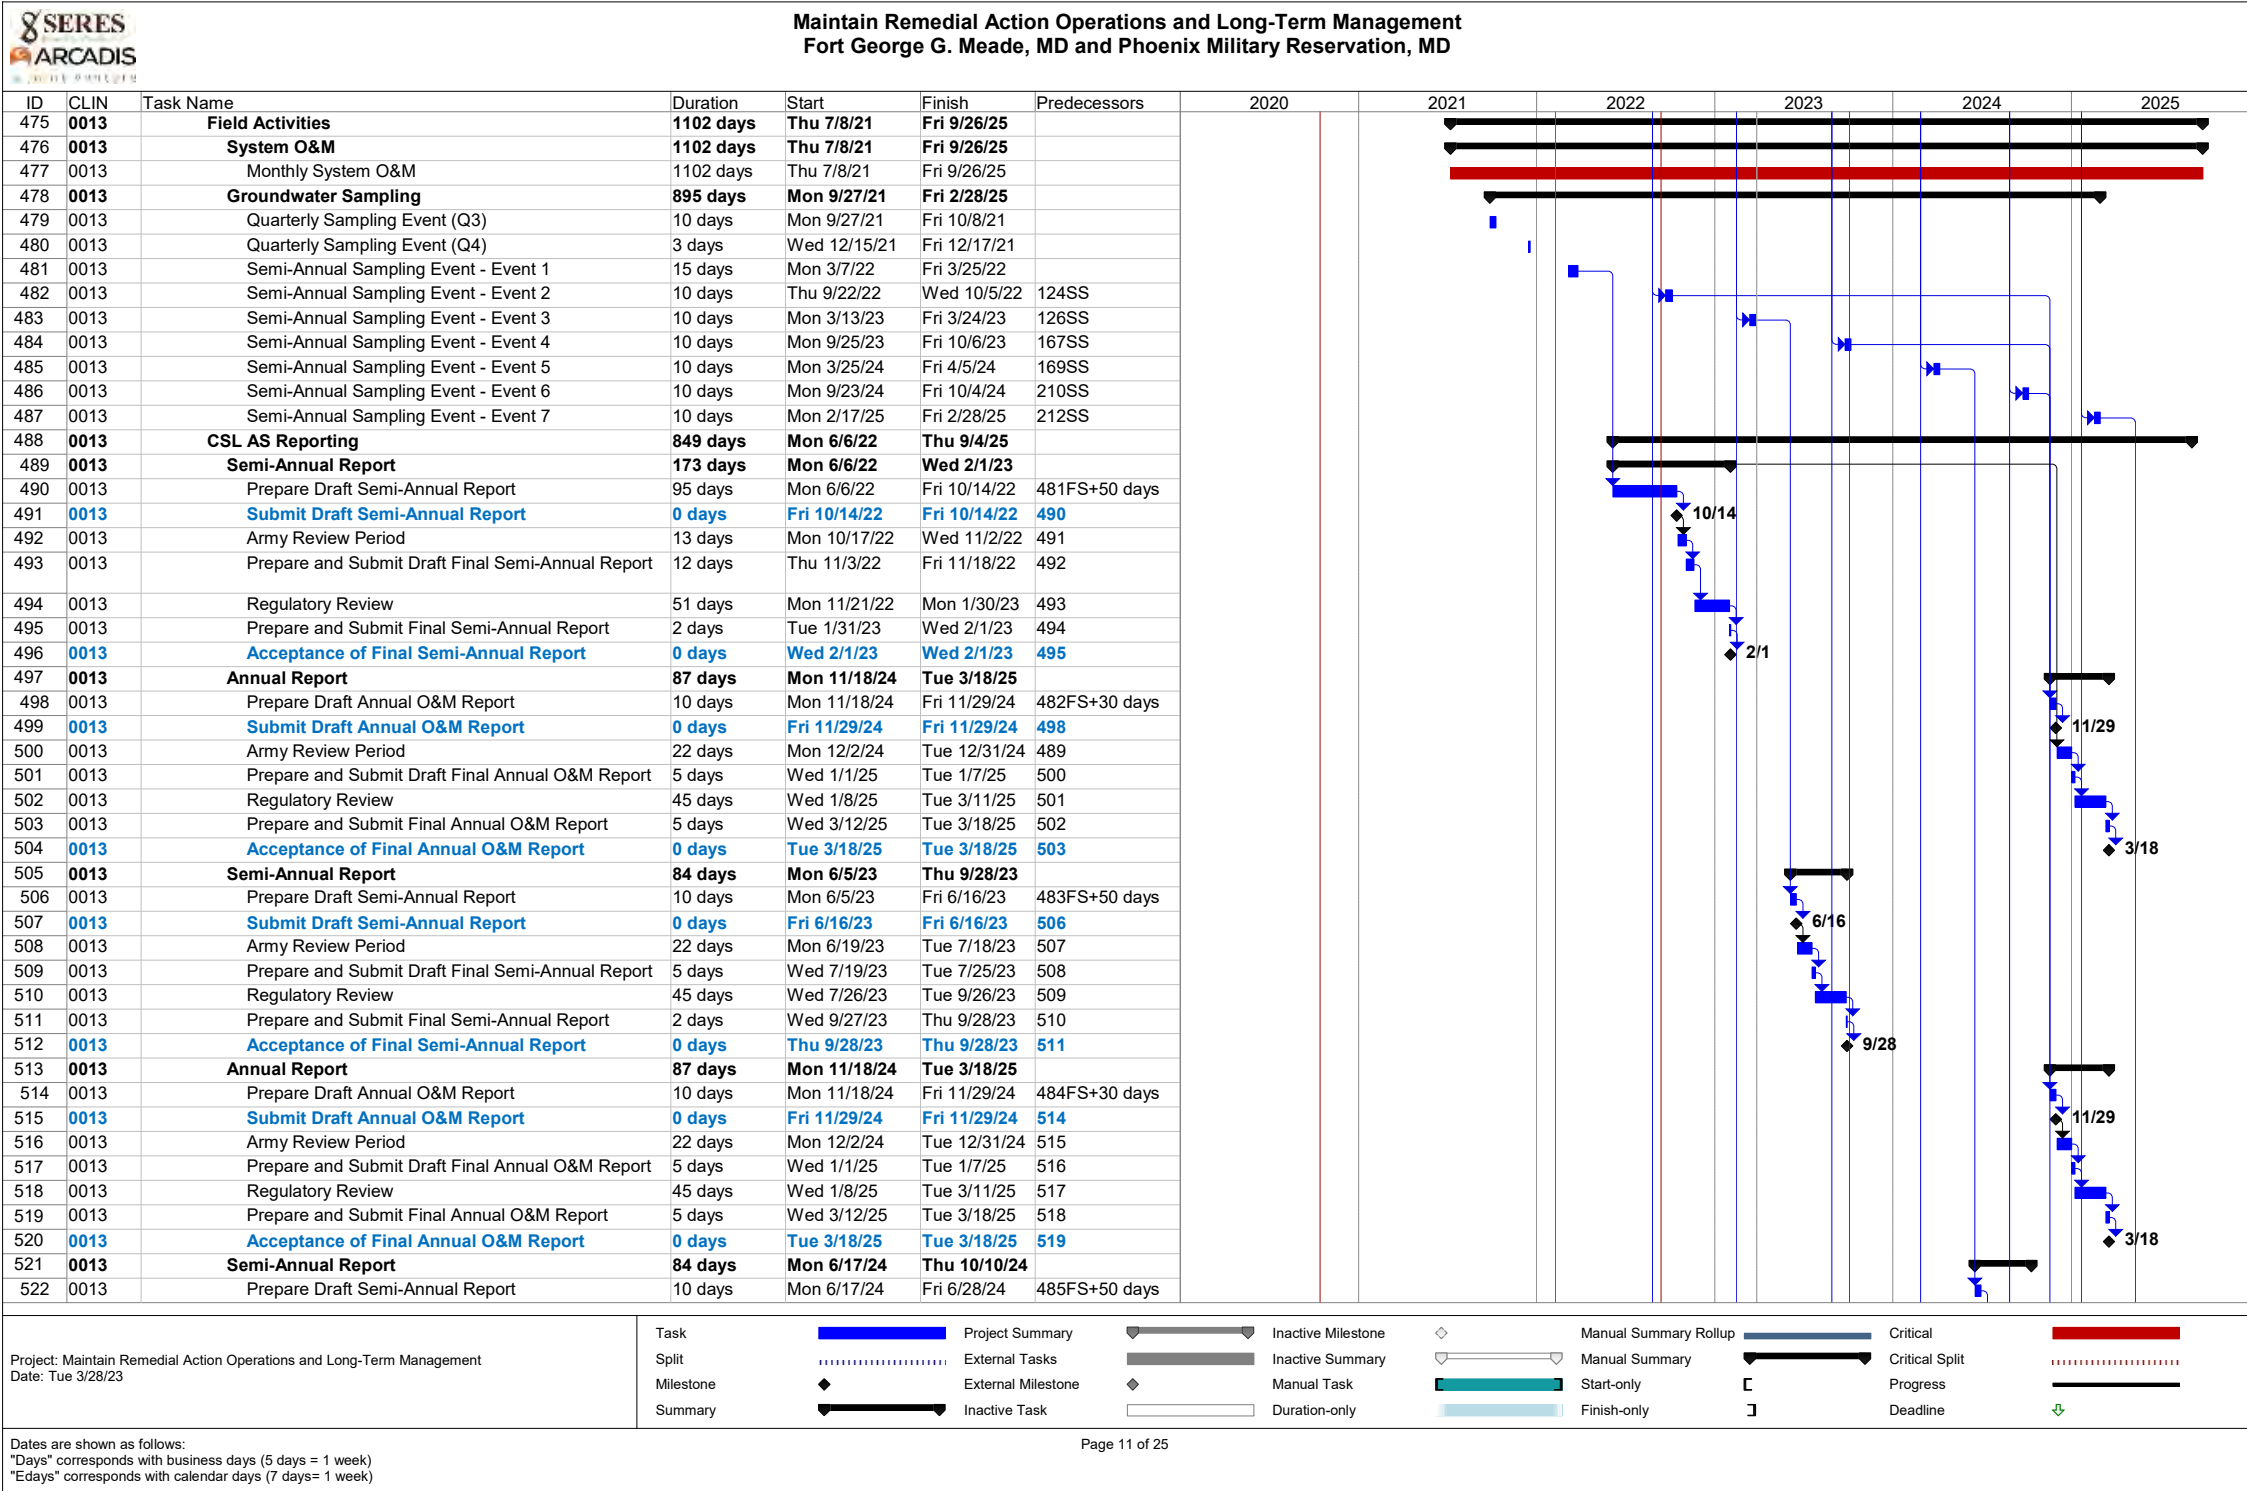 SERES
ARCADIS
Maintain Remedial Action Operations and Long-Term Management
Fort George G. Meade, MD and Phoenix Military Reservation, MD
ID CLIN Task Name Duration Start Finish Predecessors 2020 2021 2022 2023 2024 2025
475 0013 Field Activities 1102 days Thu 7/8/21 Fri 9/26/25
476 0013 System O&M 1102 days Thu 7/8/21 Fri 9/26/25
477 0013 Monthly System O&M 1102 days Thu 7/8/21 Fri 9/26/25
478 0013 Groundwater Sampling 895 days Mon 9/27/21 Fri 2/28/25
479 0013 Quarterly Sampling Event (Q3) 10 days Mon 9/27/21 Fri 10/8/21
480 0013 Quarterly Sampling Event (Q4) 3 days Wed 12/15/21 Fri 12/17/21
481 0013 Semi-Annual Sampling Event - Event 1 15 days Mon 3/7/22 Fri 3/25/22
482 0013 Semi-Annual Sampling Event - Event 2 10 days Thu 9/22/22 Wed 10/5/22 124SS
483 0013 Semi-Annual Sampling Event - Event 3 10 days Mon 3/13/23 Fri 3/24/23 126SS
484 0013 Semi-Annual Sampling Event - Event 4 10 days Mon 9/25/23 Fri 10/6/23 167SS
485 0013 Semi-Annual Sampling Event - Event 5 10 days Mon 3/25/24 Fri 4/5/24 169SS
486 0013 Semi-Annual Sampling Event - Event 6 10 days Mon 9/23/24 Fri 10/4/24 210SS
487 0013 Semi-Annual Sampling Event - Event 7 10 days Mon 2/17/25 Fri 2/28/25 212SS
488 0013 CSL AS Reporting 849 days Mon 6/6/22 Thu 9/4/25
489 0013 Semi-Annual Report 173 days Mon 6/6/22 Wed 2/1/23
490 0013 Prepare Draft Semi-Annual Report 95 days Mon 6/6/22 Fri 10/14/22 481FS+50 days
491 0013 Submit Draft Semi-Annual Report 0 days Fri 10/14/22 Fri 10/14/22 490 10/14
492 0013 Army Review Period 13 days Mon 10/17/22 Wed 11/2/22 491
493 0013 Prepare and Submit Draft Final Semi-Annual Report 12 days Thu 11/3/22 Fri 11/18/22 492
494 0013 Regulatory Review 51 days Mon 11/21/22 Mon 1/30/23 493
495 0013 Prepare and Submit Final Semi-Annual Report 2 days Tue 1/31/23 Wed 2/1/23 494
496 0013 Acceptance of Final Semi-Annual Report 0 days Wed 2/1/23 Wed 2/1/23 495 2/1
497 0013 Annual Report 87 days Mon 11/18/24 Tue 3/18/25
498 0013 Prepare Draft Annual O&M Report 10 days Mon 11/18/24 Fri 11/29/24 482FS+30 days
499 0013 Submit Draft Annual O&M Report 0 days Fri 11/29/24 Fri 11/29/24 498 11/29
500 0013 Army Review Period 22 days Mon 12/2/24 Tue 12/31/24 489
501 0013 Prepare and Submit Draft Final Annual O&M Report 5 days Wed 1/1/25 Tue 1/7/25 500
502 0013 Regulatory Review 45 days Wed 1/8/25 Tue 3/11/25 501
503 0013 Prepare and Submit Final Annual O&M Report 5 days Wed 3/12/25 Tue 3/18/25 502
504 0013 Acceptance of Final Annual O&M Report 0 days Tue 3/18/25 Tue 3/18/25 503 3/18
505 0013 Semi-Annual Report 84 days Mon 6/5/23 Thu 9/28/23
506 0013 Prepare Draft Semi-Annual Report 10 days Mon 6/5/23 Fri 6/16/23 483FS+50 days
507 0013 Submit Draft Semi-Annual Report 0 days Fri 6/16/23 Fri 6/16/23 506 6/16
508 0013 Army Review Period 22 days Mon 6/19/23 Tue 7/18/23 507
509 0013 Prepare and Submit Draft Final Semi-Annual Report 5 days Wed 7/19/23 Tue 7/25/23 508
510 0013 Regulatory Review 45 days Wed 7/26/23 Tue 9/26/23 509
511 0013 Prepare and Submit Final Semi-Annual Report 2 days Wed 9/27/23 Thu 9/28/23 510
512 0013 Acceptance of Final Semi-Annual Report 0 days Thu 9/28/23 Thu 9/28/23 511 9/28
513 0013 Annual Report 87 days Mon 11/18/24 Tue 3/18/25
514 0013 Prepare Draft Annual O&M Report 10 days Mon 11/18/24 Fri 11/29/24 484FS+30 days
515 0013 Submit Draft Annual O&M Report 0 days Fri 11/29/24 Fri 11/29/24 514 11/29
516 0013 Army Review Period 22 days Mon 12/2/24 Tue 12/31/24 515
517 0013 Prepare and Submit Draft Final Annual O&M Report 5 days Wed 1/1/25 Tue 1/7/25 516
518 0013 Regulatory Review 45 days Wed 1/8/25 Tue 3/11/25 517
519 0013 Prepare and Submit Final Annual O&M Report 5 days Wed 3/12/25 Tue 3/18/25 518
520 0013 Acceptance of Final Annual O&M Report 0 days Tue 3/18/25 Tue 3/18/25 519 3/18
521 0013 Semi-Annual Report 84 days Mon 6/17/24 Thu 10/10/24
522 0013 Prepare Draft Semi-Annual Report 10 days Mon 6/17/24 Fri 6/28/24 485FS+50 days
Project: Maintain Remedial Action Operations and Long-Term Management
Date: Tue 3/28/23
Task Project Summary Inactive Milestone Manual Summary Rollup Critical
Split External Tasks Inactive Summary Manual Summary Critical Split
Milestone External Milestone Manual Task Start-only Progress
Summary Inactive Task Duration-only Finish-only Deadline
Dates are shown as follows:
"Days" corresponds with business days (5 days = 1 week)
"Edays" corresponds with calendar days (7 days= 1 week)
Page 11 of 25